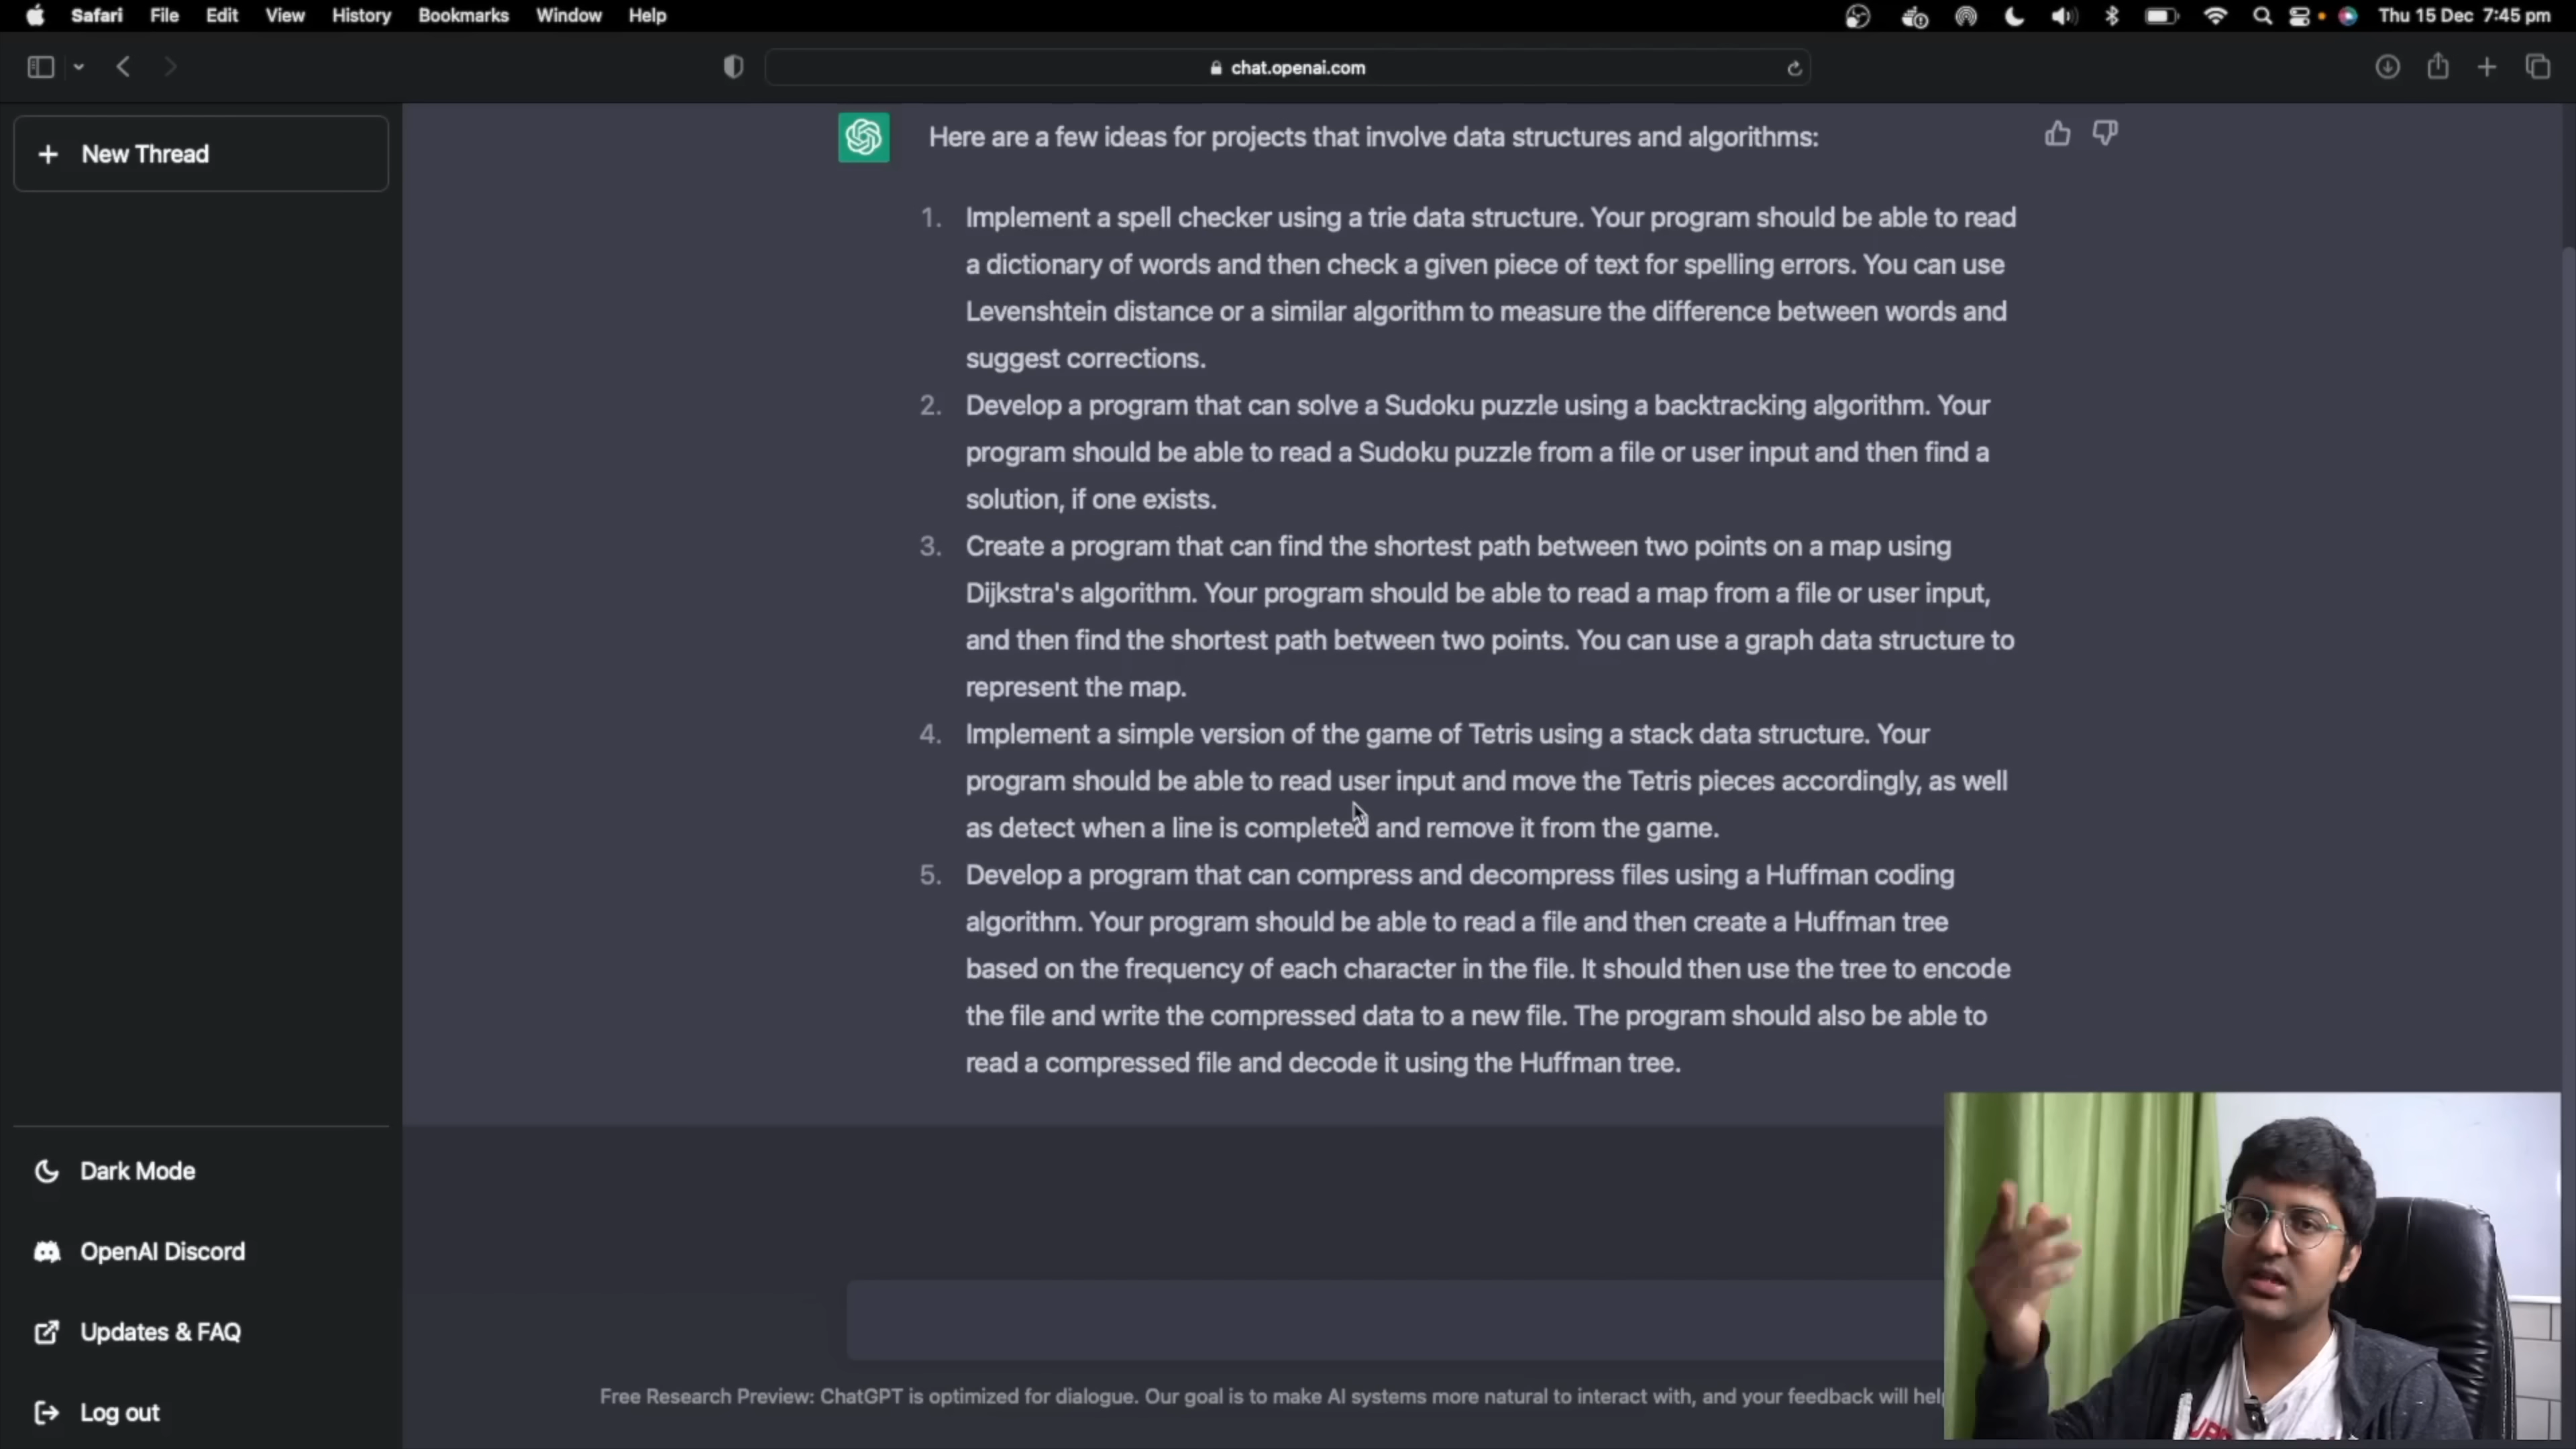 Safari File Edit View History Bookmarks Window Help Thu 15 Dec 7:45 pm
chat.openai.com
New Thread
Here are a few ideas for projects that involve data structures and algorithms:
1. Implement a spell checker using a trie data structure. Your program should be able to read
a dictionary of words and then check a given piece of text for spelling errors. You can use
Levenshtein distance or a similar algorithm to measure the difference between words and
suggest corrections.
2. Develop a program that can solve a Sudoku puzzle using a backtracking algorithm. Your
program should be able to read a Sudoku puzzle from a file or user input and then find a
solution, if one exists.
3. Create a program that can find the shortest path between two points on a map using
Dijkstra's algorithm. Your program should be able to read a map from a file or user input,
and then find the shortest path between two points. You can use a graph data structure to
represent the map.
4. Implement a simple version of the game of Tetris using a stack data structure. Your
program should be able to read user input and move the Tetris pieces accordingly, as well
as detect when a line is completed and remove it from the game.
5. Develop a program that can compress and decompress files using a Huffman coding
algorithm. Your program should be able to read a file and then create a Huffman tree
based on the frequency of each character in the file. It should then use the tree to encode
the file and write the compressed data to a new file. The program should also be able to
read a compressed file and decode it using the Huffman tree.
Dark Mode
OpenAI Discord
Updates & FAQ
Log out
Free Research Preview: ChatGPT is optimized for dialogue. Our goal is to make AI systems more natural to interact with, and your feedback will help